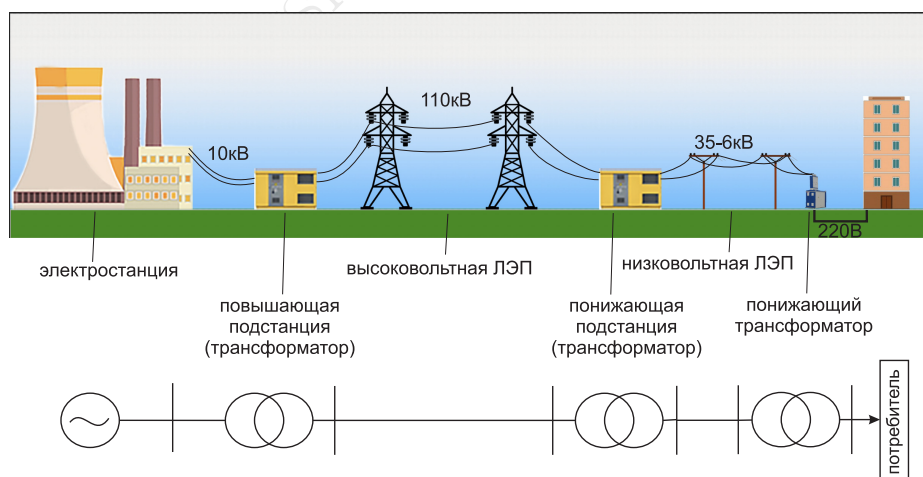 110кВ
10кВ
35-6кВ
220В
электростанция
высоковольтная ЛЭП
низковольтная ЛЭП
повышающая
подстанция
(трансформатор)
понижающая
подстанция
(трансформатор)
понижающий
трансформатор
потребитель